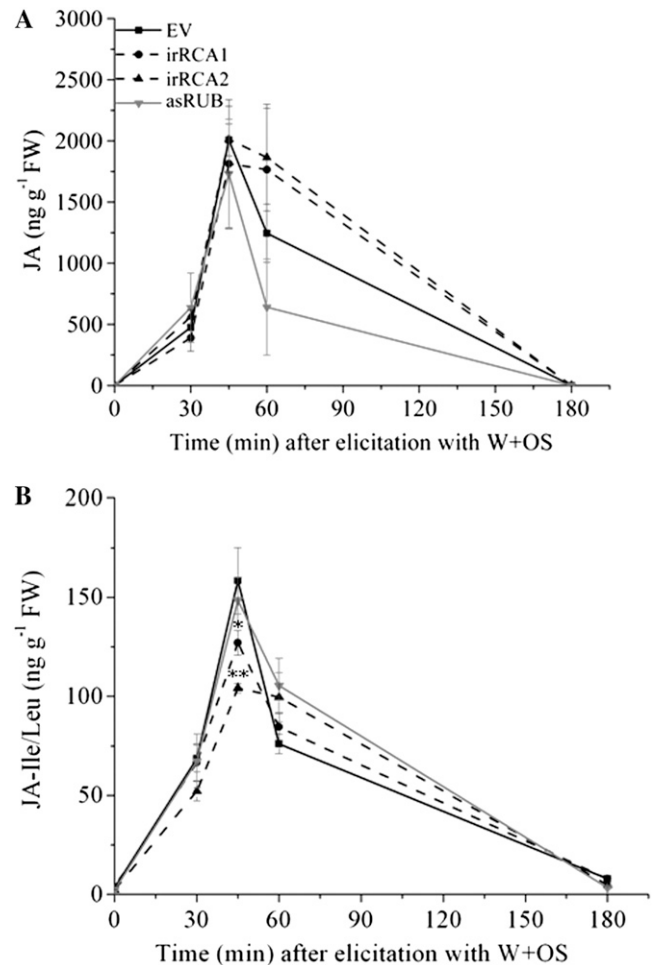 A
EV
irRCA1
irRCA2
asRUB
3000
2500
2000
1500
1000
500
0
JA (ng g⁻¹ FW)
0 30 60 90 120 150 180
Time (min) after elicitation with W+OS
B
200
150
100
50
0
JA-Ile/Leu (ng g⁻¹ FW)
*
**
0 30 60 90 120 150 180
Time (min) after elicitation with W+OS